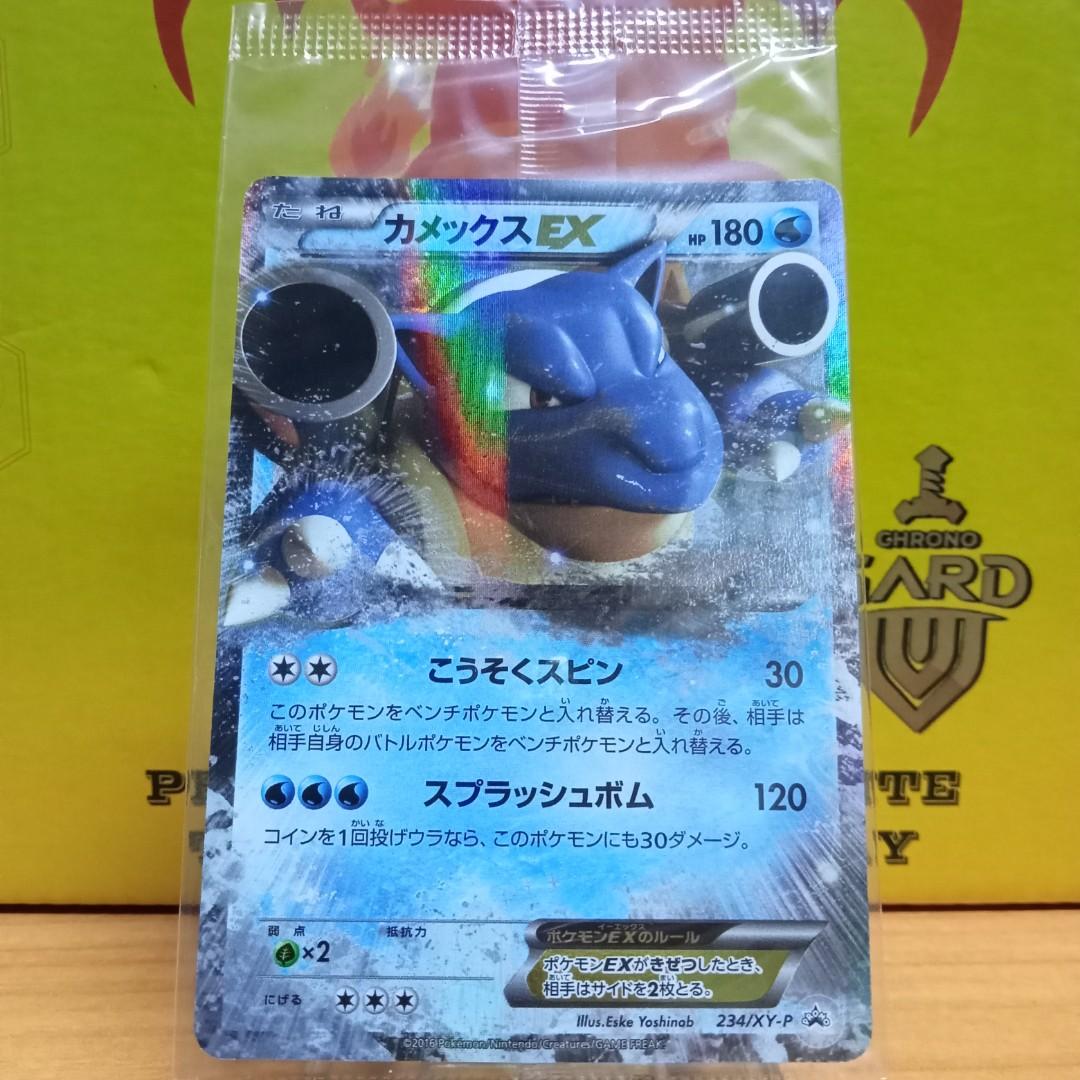 たね
カメックスEX
HP 180
こうそくスピン 30
このポケモンをベンチポケモンと入れ替える。その後、相手は
相手自身のバトルポケモンをベンチポケモンと入れ替える。
スプラッシュボム 120
コインを1回投げウラなら、このポケモンにも30ダメージ。
弱点 抵抗力
×2
にげる
ポケモンEXのルール
ポケモンEXがきぜつしたとき、
相手はサイドを2枚とる。
Illus.Eske Yoshinob 234/XY-P
©2016 Pokémon/Nintendo/Creatures/GAME FREAK.
CHRONO